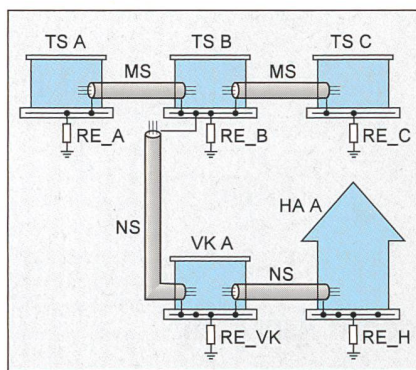 TS A
TS B
TS C
MS
MS
RE_A
RE_B
RE_C
HA A
NS
VK A
NS
RE_VK
RE_H